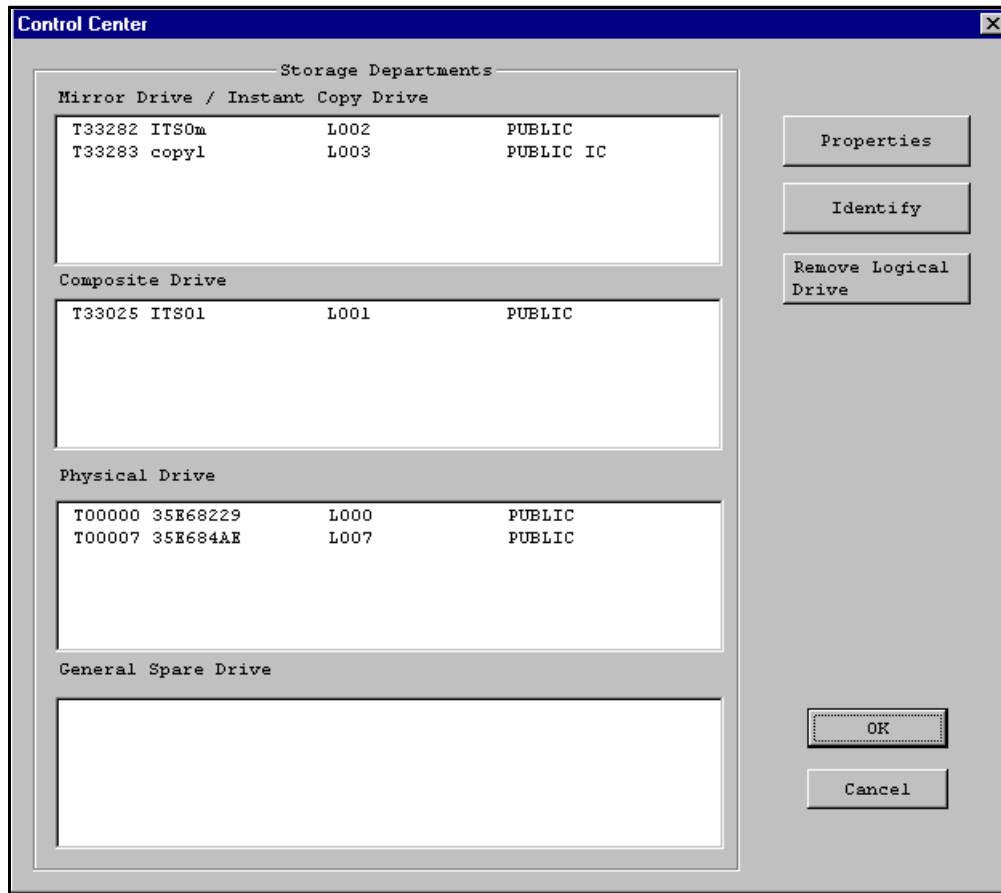 Control Center
Storage Departments
Mirror Drive / Instant Copy Drive
T33282 ITSOm L002 PUBLIC
T33283 copy1 L003 PUBLIC IC
Properties
Identify
Remove Logical
Drive
Composite Drive
T33025 ITSO1 L001 PUBLIC
Physical Drive
T00000 35E68229 L000 PUBLIC
T00007 35E684AE L007 PUBLIC
General Spare Drive
OK
Cancel